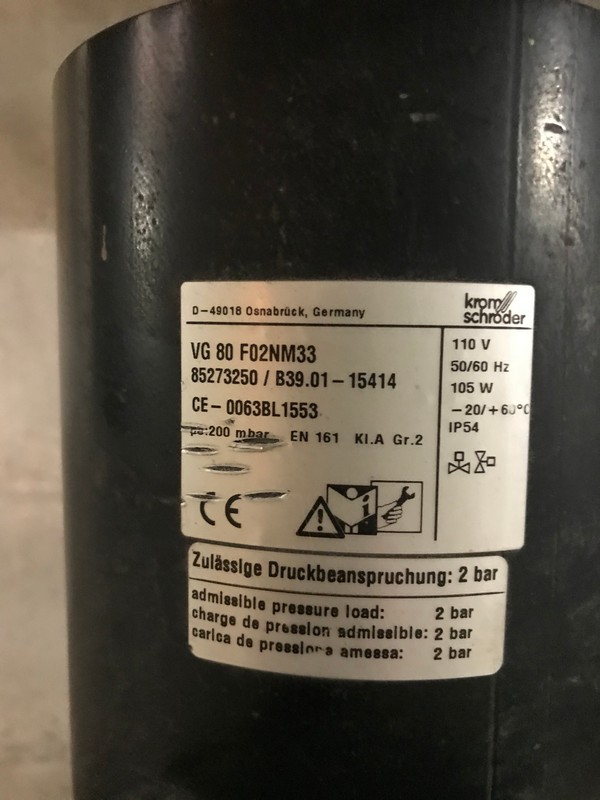 D-49018 Osnabrück, Germany
krom schröder
VG 80 F02NM33
85273250 / B39.01-15414
CE-0063BL1553
pe:200 mbar EN 161 Kl.A Gr.2
110 V
50/60 Hz
105 W
-20/+60°C
IP54
CE
Zulässige Druckbeanspruchung: 2 bar
admissible pressure load: 2 bar
charge de pression admissible: 2 bar
carica de pressiona amessa: 2 bar